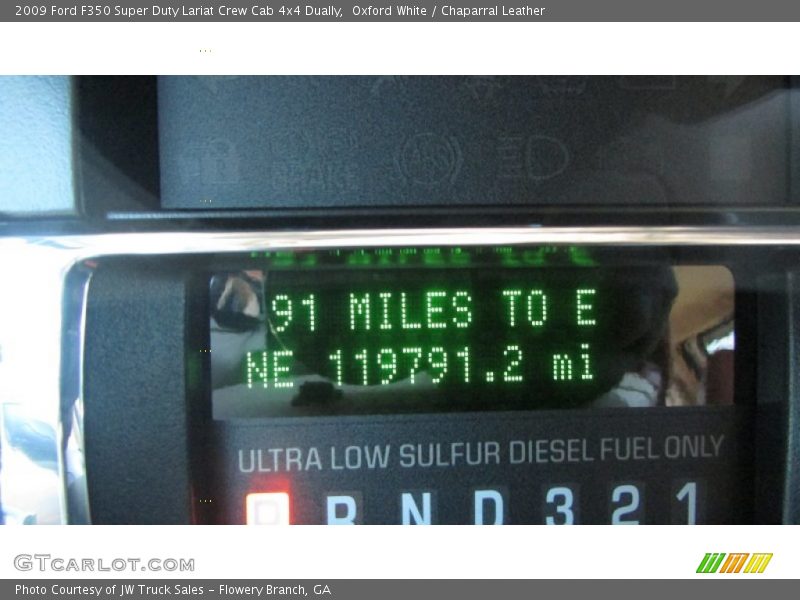 2009 Ford F350 Super Duty Lariat Crew Cab 4x4 Dually,  Oxford White / Chaparral Leather
BRAKE
ABS
91 MILES TO E
NE 119791.2 mi
ULTRA LOW SULFUR DIESEL FUEL ONLY
P R N D 3 2 1
GTCARLOT.COM
Photo Courtesy of JW Truck Sales - Flowery Branch, GA